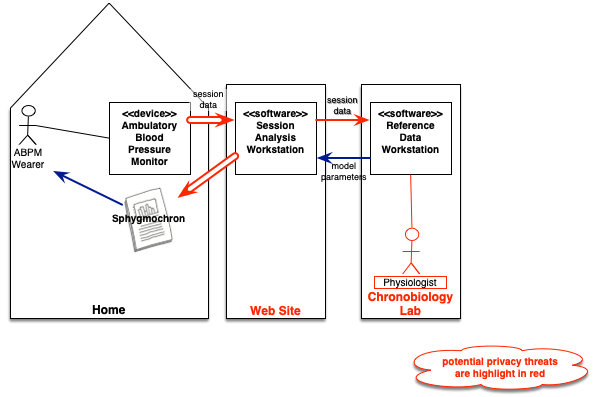 session
data
session
data
<<device>>
Ambulatory
Blood
Pressure
Monitor
<<software>>
Session
Analysis
Workstation
<<software>>
Reference
Data
Workstation
ABPM
Wearer
model
parameters
Sphygmochron
Physiologist
Home
Web Site
Chronobiology
Lab
potential privacy threats
are highlight in red